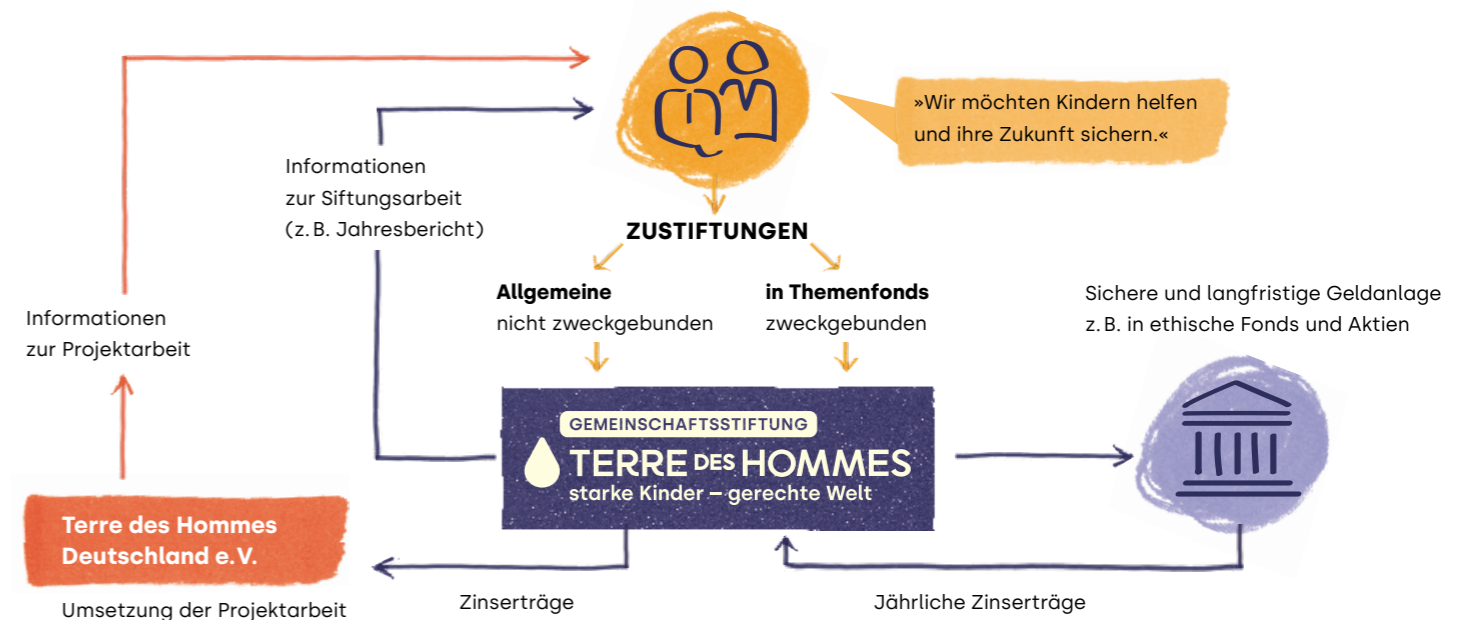 »Wir möchten Kindern helfen
und ihre Zukunft sichern.«
Informationen
zur Siftungsarbeit
(z. B. Jahresbericht)
ZUSTIFTUNGEN
Allgemeine
nicht zweckgebunden
in Themenfonds
zweckgebunden
Sichere und langfristige Geldanlage
z. B. in ethische Fonds und Aktien
Informationen
zur Projektarbeit
GEMEINSCHAFTSSTIFTUNG
TERRE DES HOMMES
starke Kinder – gerechte Welt
Terre des Hommes
Deutschland e. V.
Umsetzung der Projektarbeit
Zinserträge
Jährliche Zinserträge